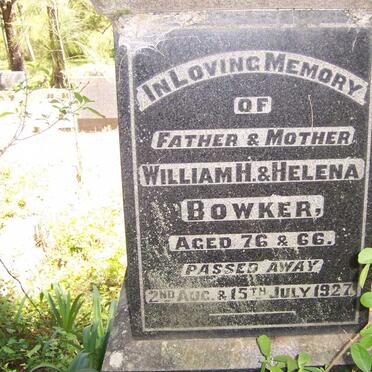 IN LOVING MEMORY
OF
FATHER & MOTHER
WILLIAM H. & HELENA
BOWKER,
AGED 76 & 66.
PASSED AWAY
2ND AUG. & 15TH JULY 1927.